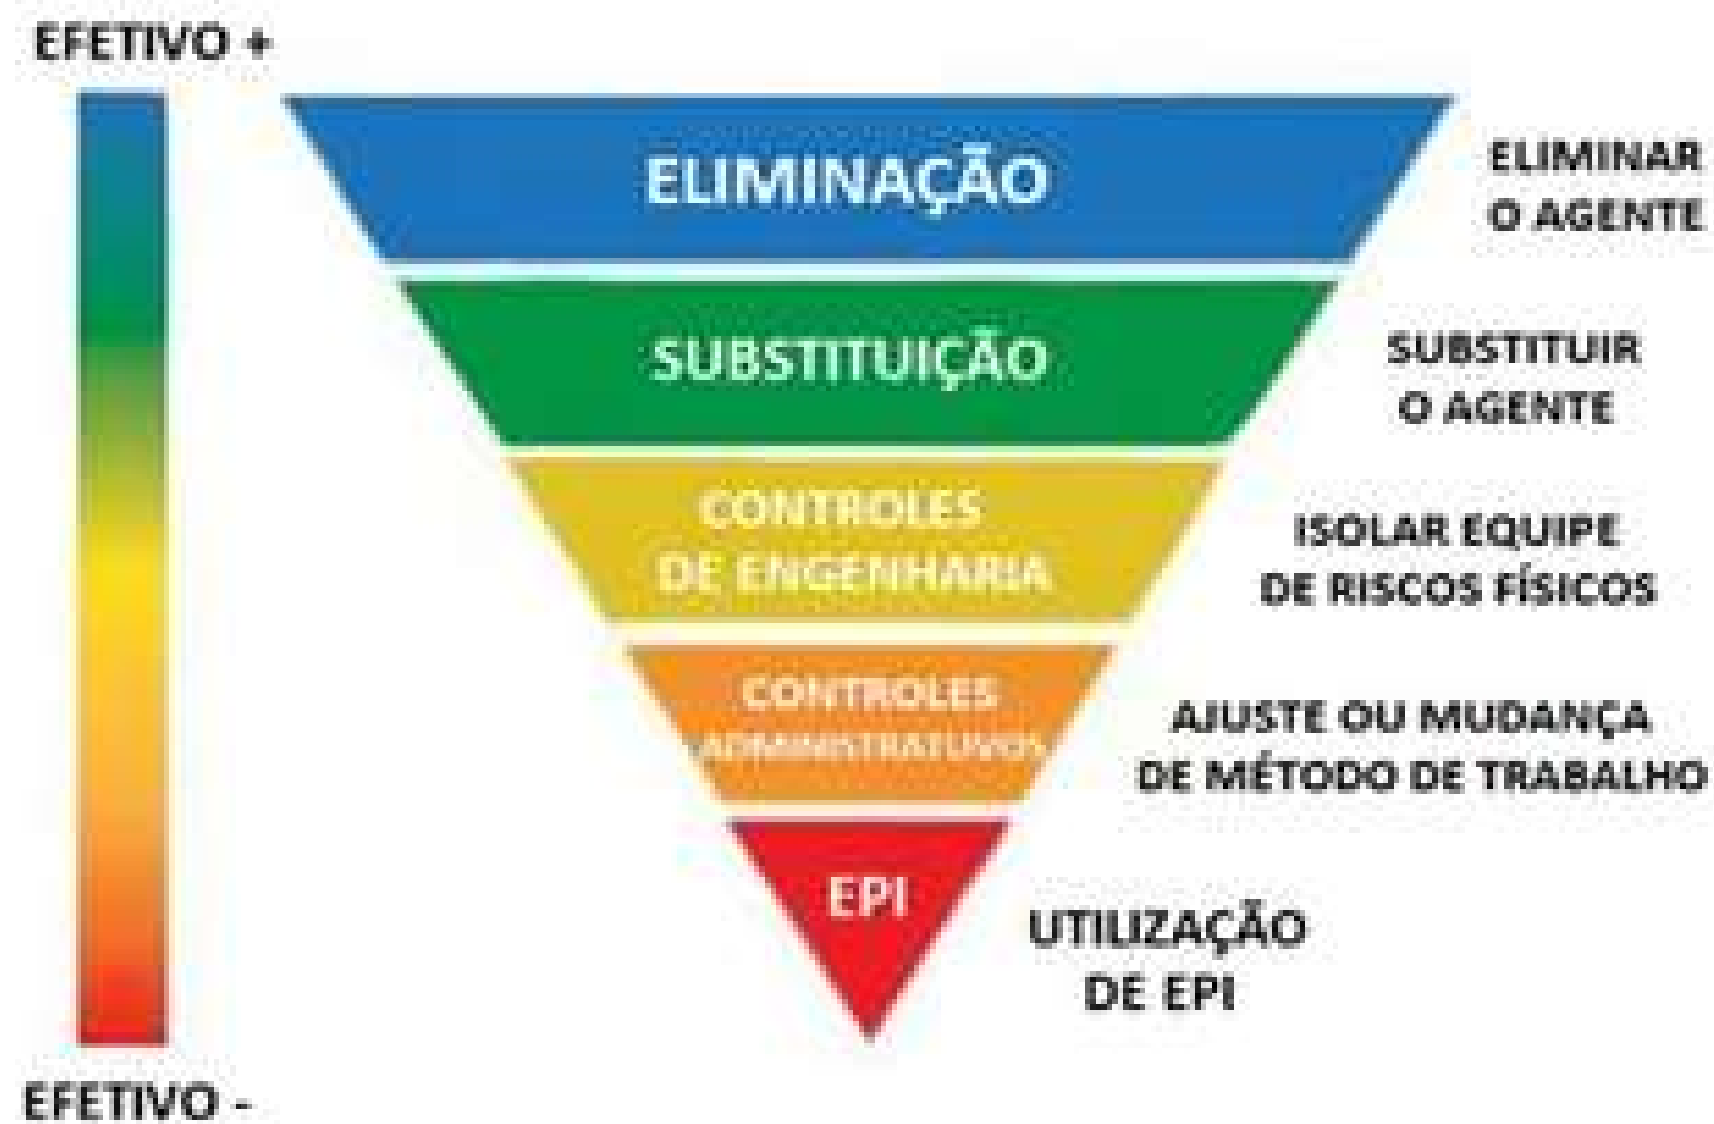 EFETIVO +
ELIMINAÇÃO
ELIMINAR
O AGENTE
SUBSTITUIÇÃO
SUBSTITUIR
O AGENTE
CONTROLES
DE ENGENHARIA
ISOLAR EQUIPE
DE RISCOS FÍSICOS
CONTROLES
AJUSTE OU MUDANÇA
DE MÉTODO DE TRABALHO
EPI
UTILIZAÇÃO
DE EPI
EFETIVO -